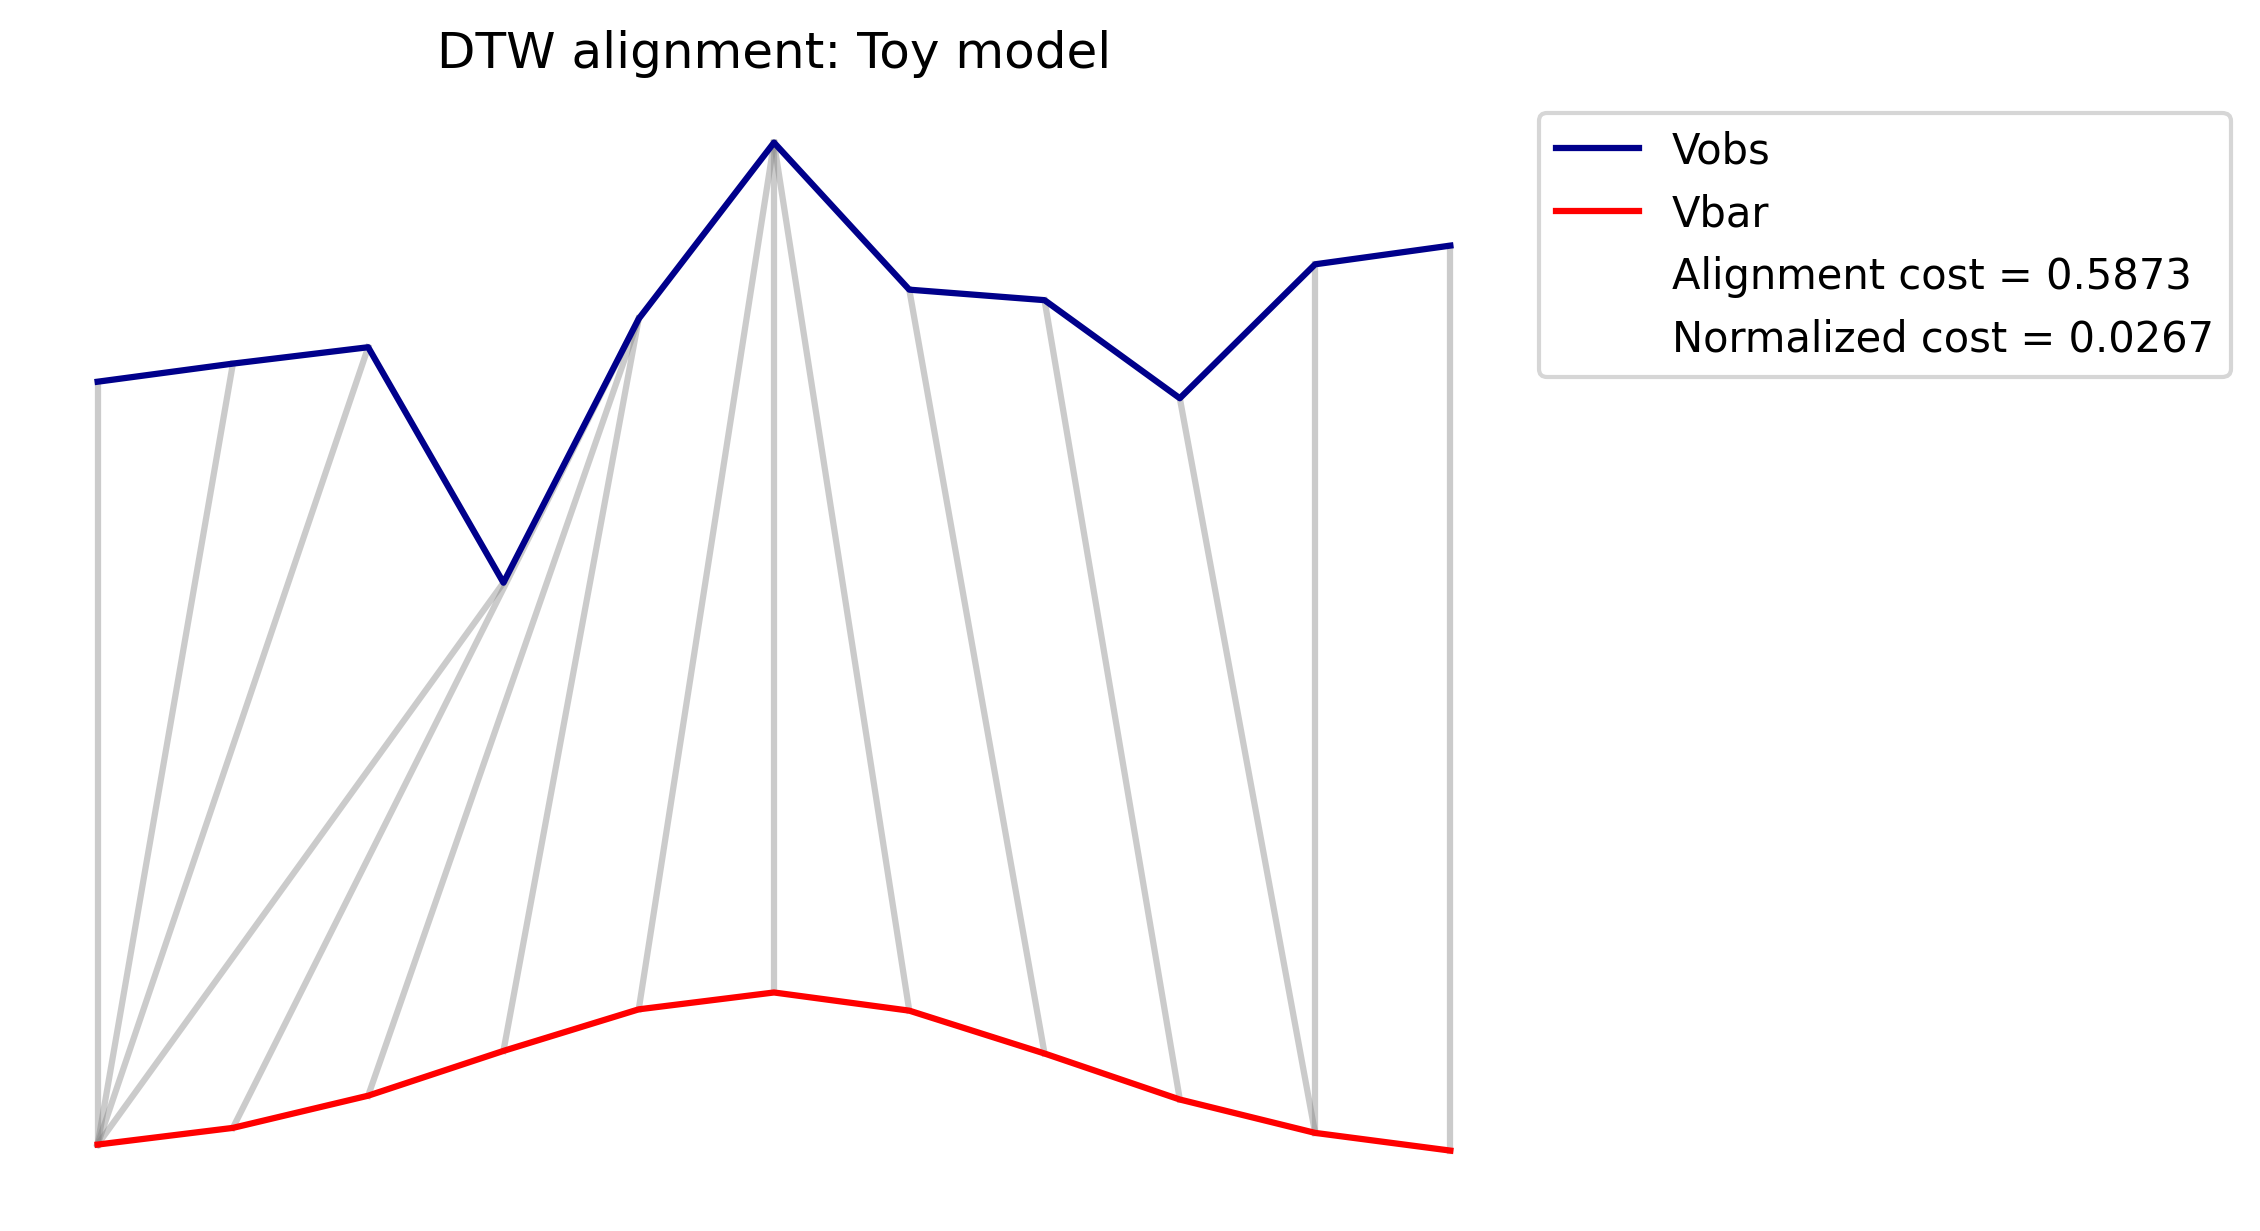 DTW alignment: Toy model
Vobs
Vbar
Alignment cost = 0.5873
Normalized cost = 0.0267